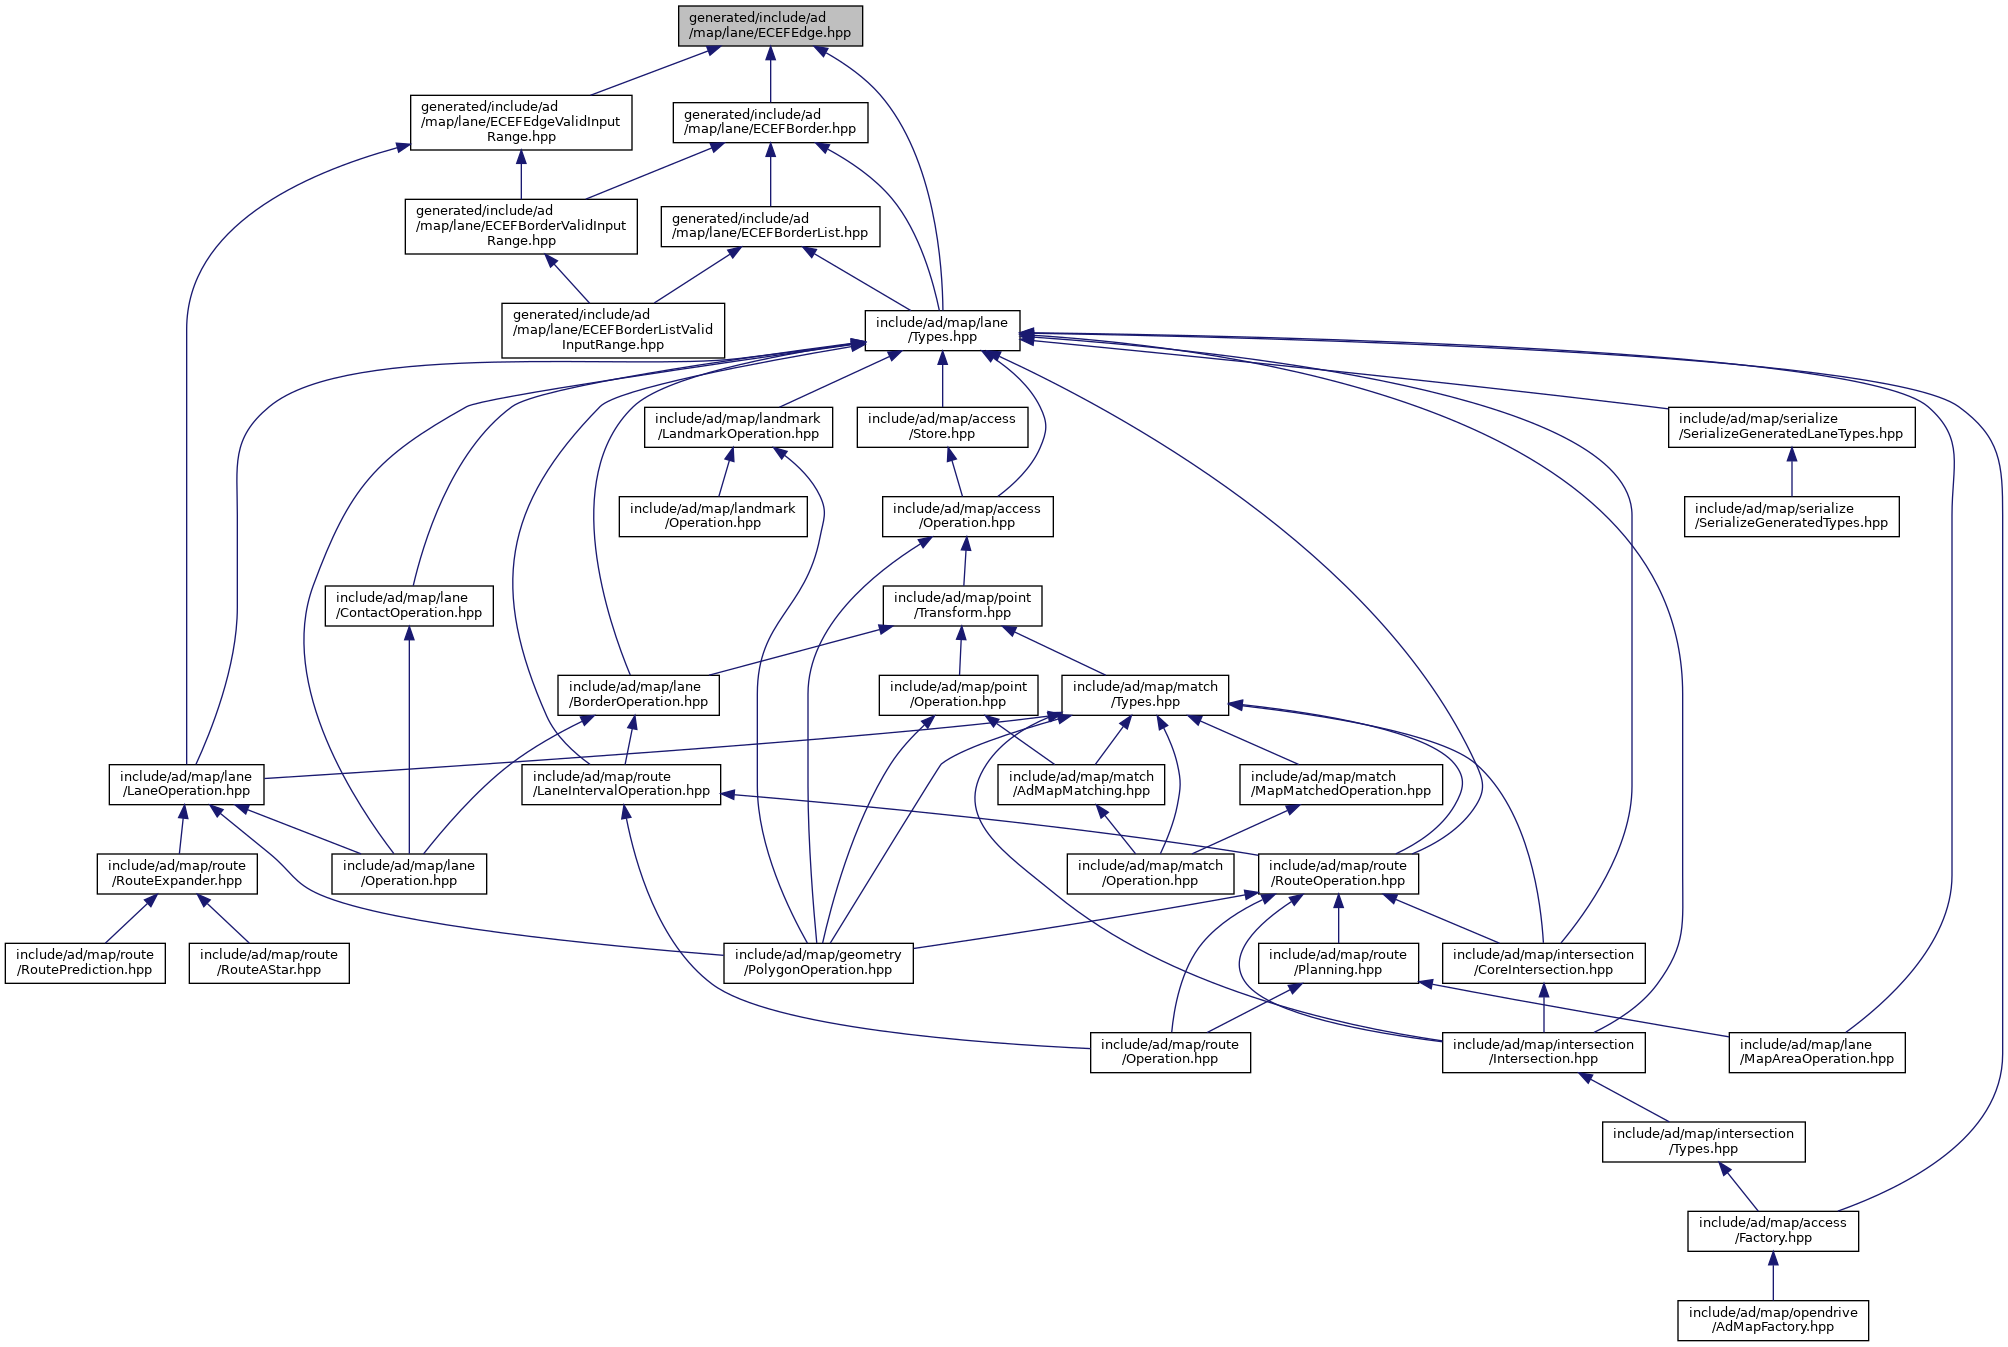 generated/include/ad
/map/lane/ECEFEdge.hpp
generated/include/ad
/map/lane/ECEFEdgeValidInput
Range.hpp
generated/include/ad
/map/lane/ECEFBorder.hpp
generated/include/ad
/map/lane/ECEFBorderValidInput
Range.hpp
generated/include/ad
/map/lane/ECEFBorderList.hpp
generated/include/ad
/map/lane/ECEFBorderListValid
InputRange.hpp
include/ad/map/lane
/Types.hpp
include/ad/map/landmark
/LandmarkOperation.hpp
include/ad/map/access
/Store.hpp
include/ad/map/serialize
/SerializeGeneratedLaneTypes.hpp
include/ad/map/landmark
/Operation.hpp
include/ad/map/access
/Operation.hpp
include/ad/map/serialize
/SerializeGeneratedTypes.hpp
include/ad/map/lane
/ContactOperation.hpp
include/ad/map/point
/Transform.hpp
include/ad/map/lane
/BorderOperation.hpp
include/ad/map/point
/Operation.hpp
include/ad/map/match
/Types.hpp
include/ad/map/lane
/LaneOperation.hpp
include/ad/map/route
/LaneIntervalOperation.hpp
include/ad/map/match
/AdMapMatching.hpp
include/ad/map/match
/MapMatchedOperation.hpp
include/ad/map/route
/RouteExpander.hpp
include/ad/map/lane
/Operation.hpp
include/ad/map/match
/Operation.hpp
include/ad/map/route
/RouteOperation.hpp
include/ad/map/route
/RoutePrediction.hpp
include/ad/map/route
/RouteAStar.hpp
include/ad/map/geometry
/PolygonOperation.hpp
include/ad/map/route
/Planning.hpp
include/ad/map/intersection
/CoreIntersection.hpp
include/ad/map/route
/Operation.hpp
include/ad/map/intersection
/Intersection.hpp
include/ad/map/lane
/MapAreaOperation.hpp
include/ad/map/intersection
/Types.hpp
include/ad/map/access
/Factory.hpp
include/ad/map/opendrive
/AdMapFactory.hpp